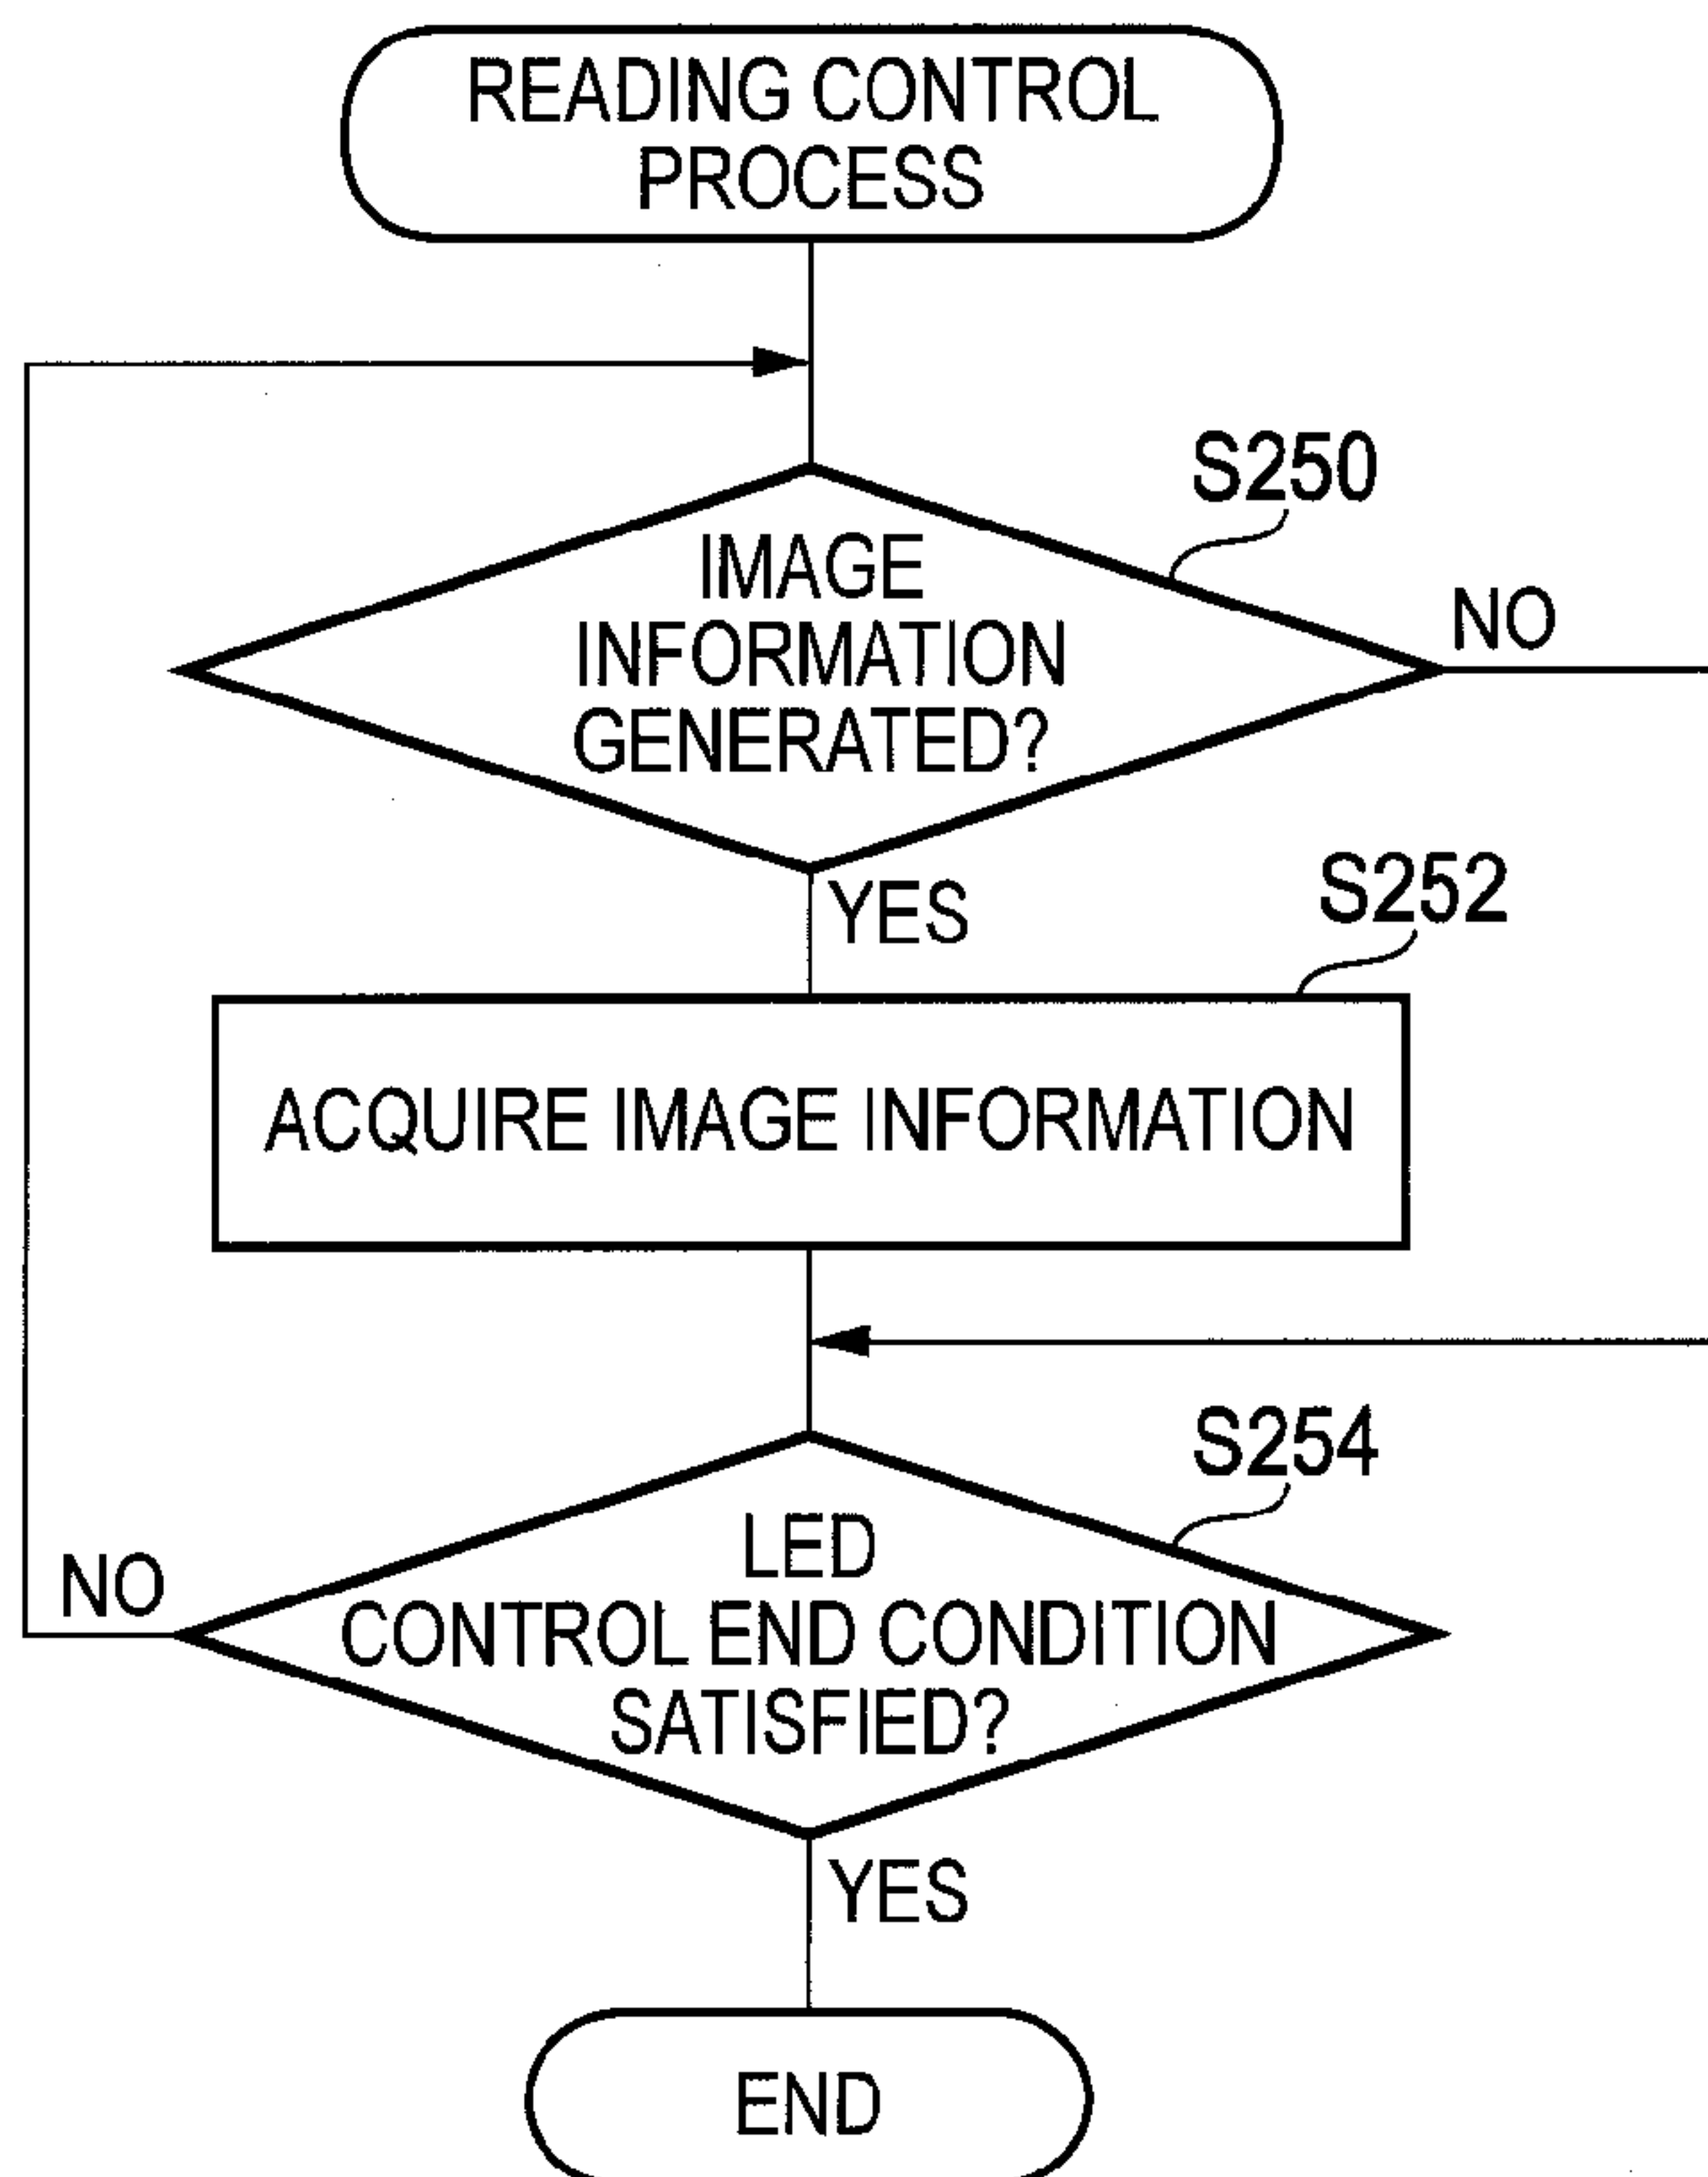 READING CONTROL
PROCESS
S250
IMAGE
INFORMATION
GENERATED?
NO
YES
S252
ACQUIRE IMAGE INFORMATION
S254
LED
CONTROL END CONDITION
SATISFIED?
NO
YES
END